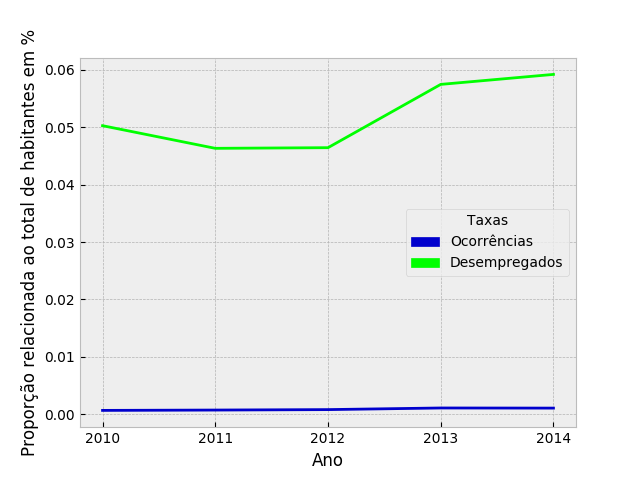 Proporção relacionada ao total de habitantes em %
0.06
0.05
0.04
0.03
0.02
0.01
0.00
Taxas
Ocorrências
Desempregados
2010 2011 2012 2013 2014
Ano